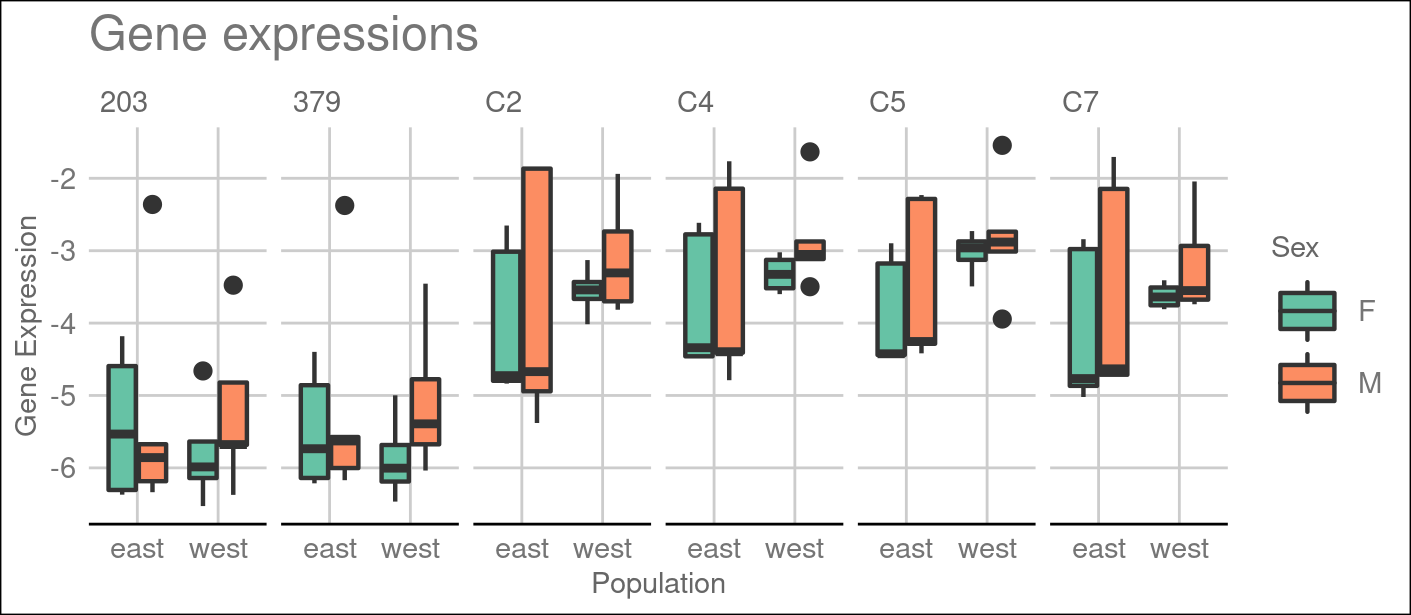 Gene expressions
203 379 C2 C4 C5 C7
-2
-3
-4
-5
-6
Gene Expression
east west east west east west east west east west east west
Population
Sex
F
M